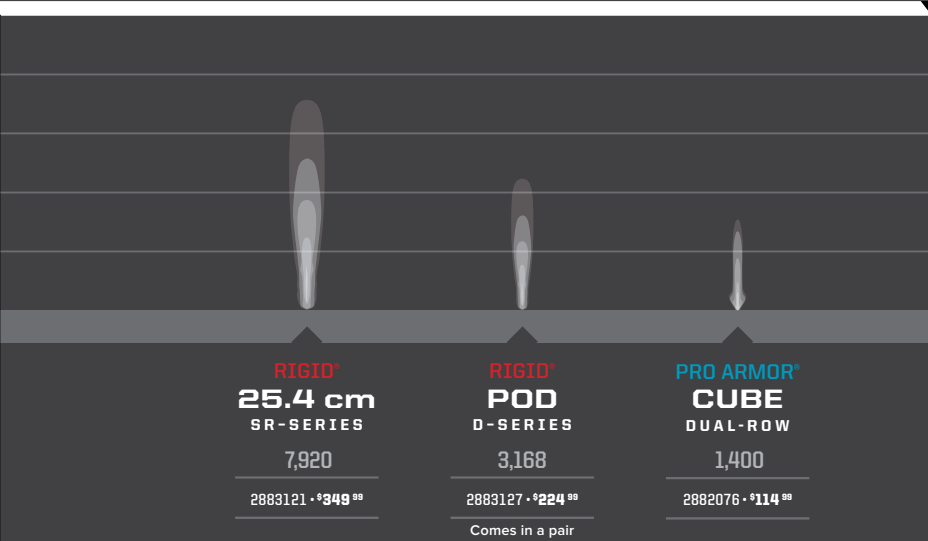 RIGID®
25.4 cm
SR-SERIES
7,920
2883121 • $349 99
RIGID®
POD
D-SERIES
3,168
2883127 • $224 99
Comes in a pair
PRO ARMOR®
CUBE
DUAL-ROW
1,400
2882076 • $114 99